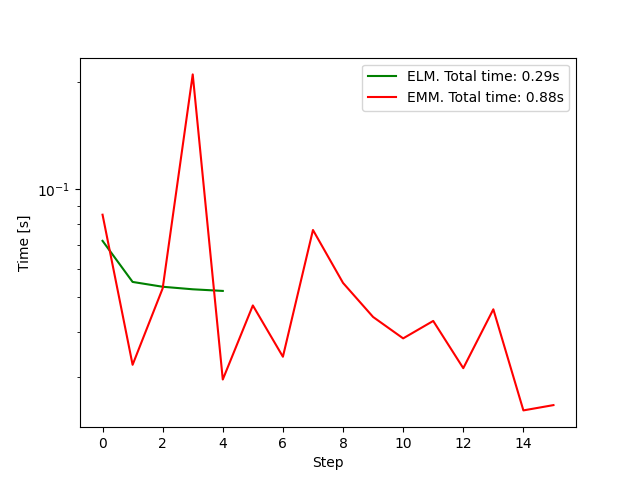 ELM. Total time: 0.29s
EMM. Total time: 0.88s
10⁻¹
Time [s]
0 2 4 6 8 10 12 14
Step